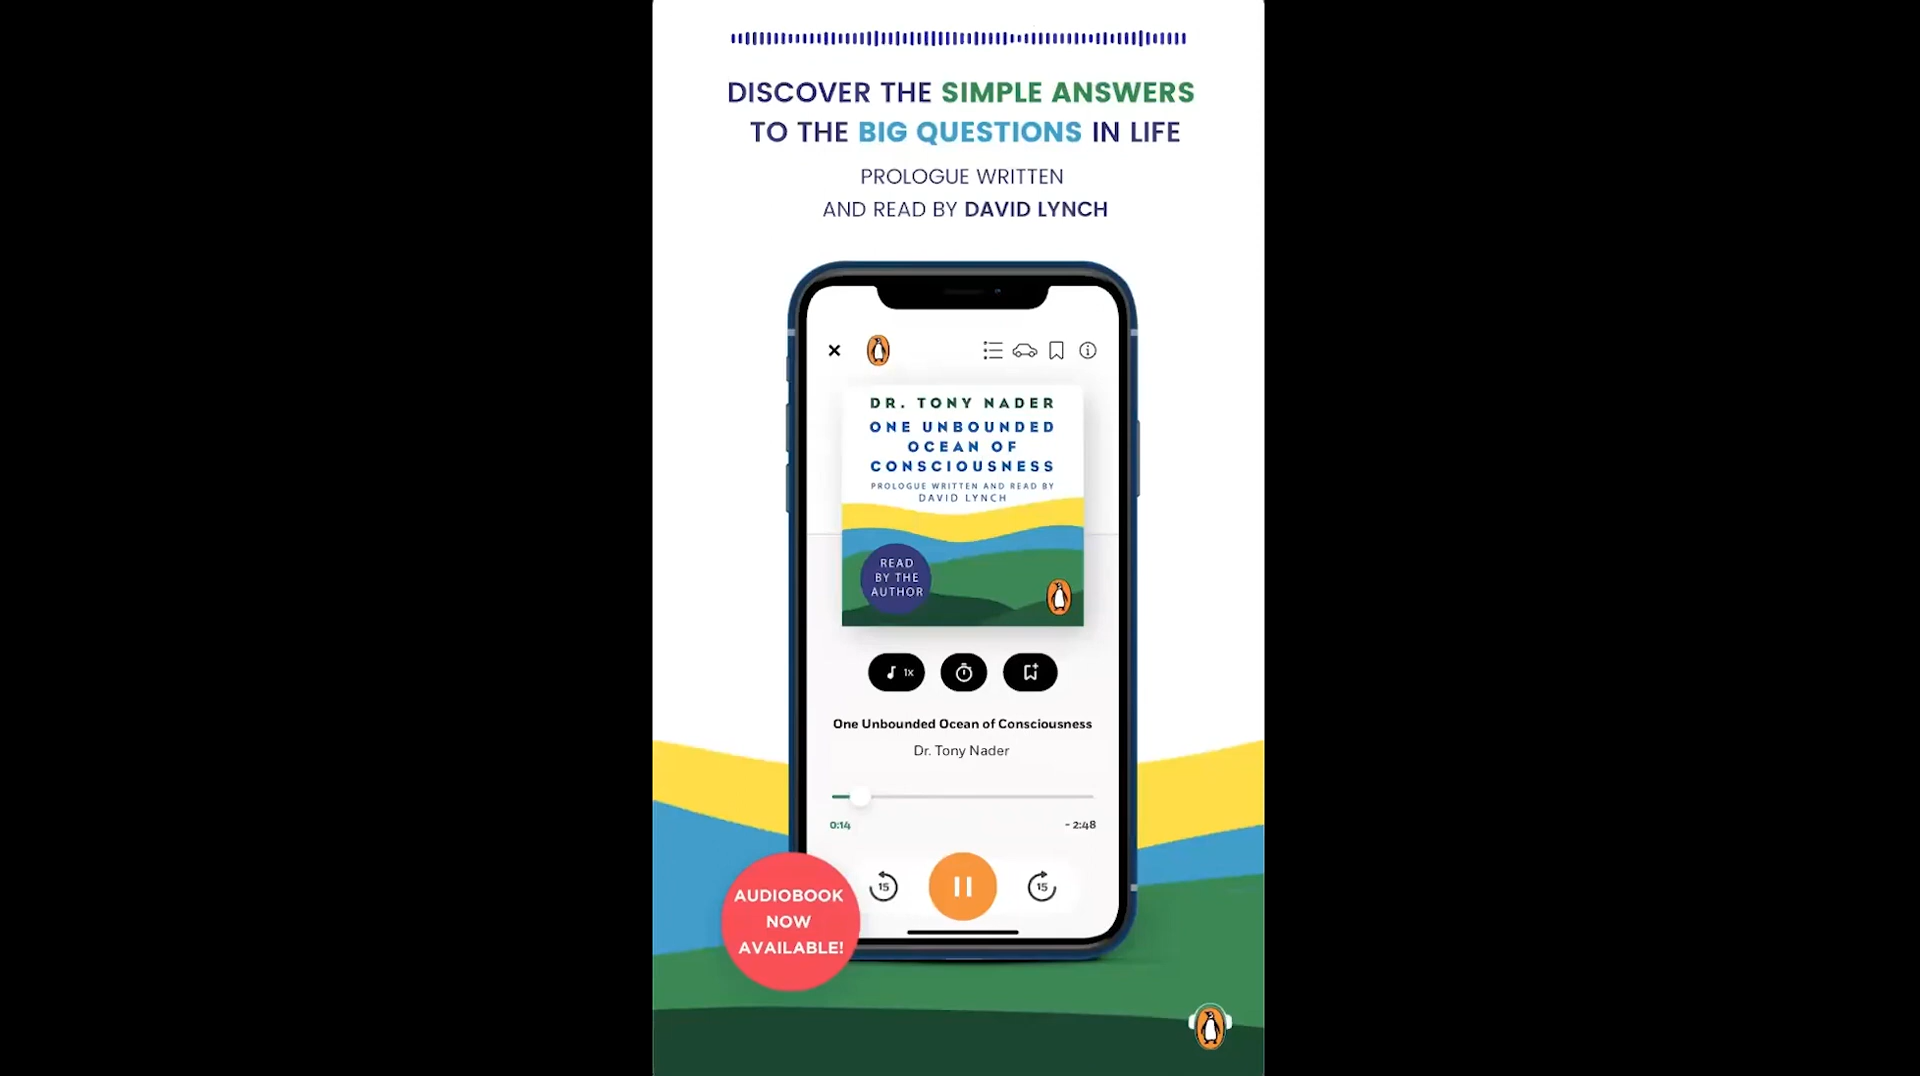 DISCOVER THE SIMPLE ANSWERS
TO THE BIG QUESTIONS IN LIFE
PROLOGUE WRITTEN
AND READ BY DAVID LYNCH
DR. TONY NADER
ONE UNBOUNDED
OCEAN OF
CONSCIOUSNESS
PROLOGUE WRITTEN AND READ BY
DAVID LYNCH
READ
BY THE
AUTHOR
1x
One Unbounded Ocean of Consciousness
Dr. Tony Nader
0:14
- 2:48
15
15
AUDIOBOOK
NOW
AVAILABLE!